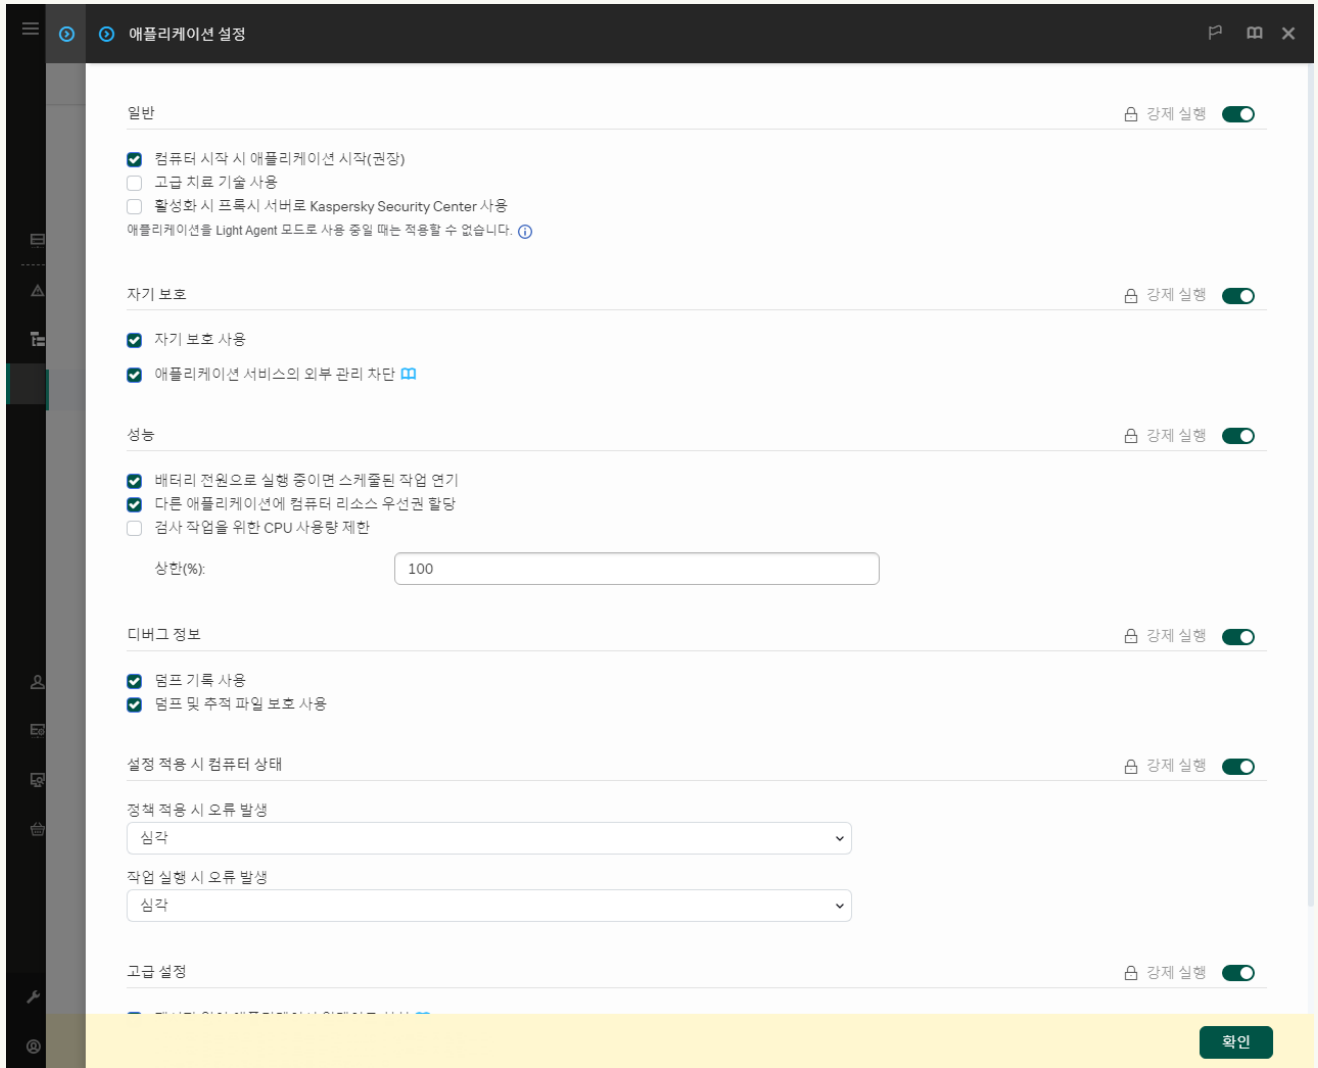 애플리케이션 설정
일반
강제 실행
컴퓨터 시작 시 애플리케이션 시작(권장)
고급 치료 기술 사용
활성화 시 프록시 서버로 Kaspersky Security Center 사용
애플리케이션을 Light Agent 모드로 사용 중일 때는 적용할 수 없습니다.
자기 보호
강제 실행
자기 보호 사용
애플리케이션 서비스의 외부 관리 차단
성능
강제 실행
배터리 전원으로 실행 중이면 스케줄된 작업 연기
다른 애플리케이션에 컴퓨터 리소스 우선권 할당
검사 작업을 위한 CPU 사용량 제한
상한(%):
100
디버그 정보
강제 실행
덤프 기록 사용
덤프 및 추적 파일 보호 사용
설정 적용 시 컴퓨터 상태
강제 실행
정책 적용 시 오류 발생
심각
작업 실행 시 오류 발생
심각
고급 설정
강제 실행
확인